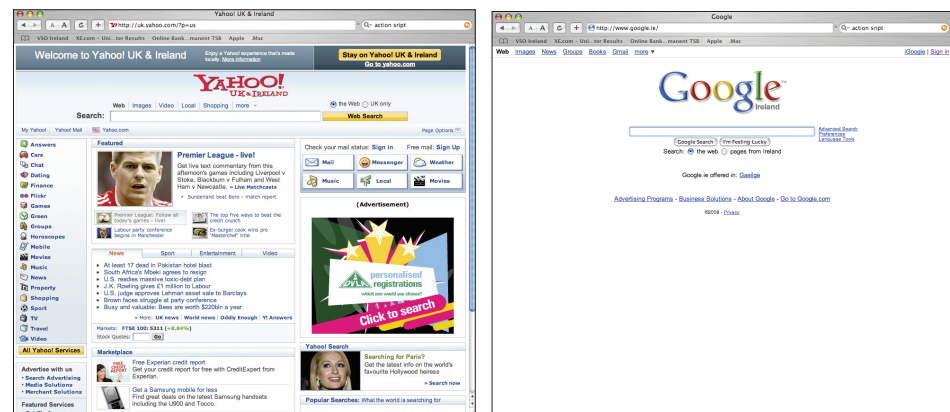 Yahoo! UK & Ireland
http://uk.yahoo.com/?p=us
Q- action sript
VSO Ireland XE.com – Uni...ter Results Online Bank...manent TSB Apple .Mac
Welcome to Yahoo! UK & Ireland
Enjoy a Yahoo! experience that's made
locally. More information
Stay on Yahoo! UK & Ireland
Go to yahoo.com
YAHOO!
UK & IRELAND
Web Images Video Local Shopping more
the Web UK only
Search:
Web Search
My Yahoo! Yahoo! Mail Yahoo.com
Page Options
Answers
Cars
Chat
Dating
Finance
Flickr
Games
Green
Groups
Horoscopes
Mobile
Movies
Music
News
Property
Shopping
Sport
TV
Travel
Video
All Yahoo! Services
Advertise with us
• Search Advertising
• Media Solutions
• Merchant Solutions
Featured Services
Featured
Premier League - live!
Get live text commentary from this
afternoon's games including Liverpool v
Stoke, Blackburn v Fulham and West
Ham v Newcastle. » Live Matchcasts
• Sunderland beat Boro - match report
Premier League: Follow all
today's games - live!
The top five ways to beat the
credit crunch
Labour party conference
begins in Manchester
Ex-burger cook wins pro
'Masterchef' title
News Sport Entertainment Video
• At least 17 dead in Pakistan hotel blast
• South Africa's Mbeki agrees to resign
• U.S. readies massive toxic-debt plan
• J.K. Rowling gives £1 million to Labour
• U.S. judge approves Lehman asset sale to Barclays
• Brown faces struggle at party conference
• Busy and valuable: Bees are worth $220bln a year
» More: UK news World news Oddly Enough Y! Answers
Markets: FTSE 100: 5311 (+8.84%)
Stock Quotes: Go
Marketplace
FREE CREDIT REPORT
Free Experian credit report
Get your credit report for free with CreditExpert from
Experian.
Get a Samsung mobile for less
Find great deals on the latest Samsung handsets
including the U900 and Tocco.
Check your mail status: Sign in Free mail: Sign Up
Mail Messenger Weather
Music Local Movies
(Advertisement)
DVLA
personalised
registrations
which one would you choose?
Click to search
Yahoo! Search
Searching for Paris?
Get the latest info on the world's
favourite Hollywood heiress
» Search now
Popular Searches: What the world is searching for
Google
http://www.google.ie/
Q- action sript
VSO Ireland XE.com – Uni...ter Results Online Bank...manent TSB Apple .Mac
Web Images News Groups Books Gmail more ▼
iGoogle | Sign in
Google™
Ireland
Advanced Search
Preferences
Language Tools
Google Search I'm Feeling Lucky
Search: the web pages from Ireland
Google.ie offered in: Gaeilge
Advertising Programs - Business Solutions - About Google - Go to Google.com
©2008 - Privacy